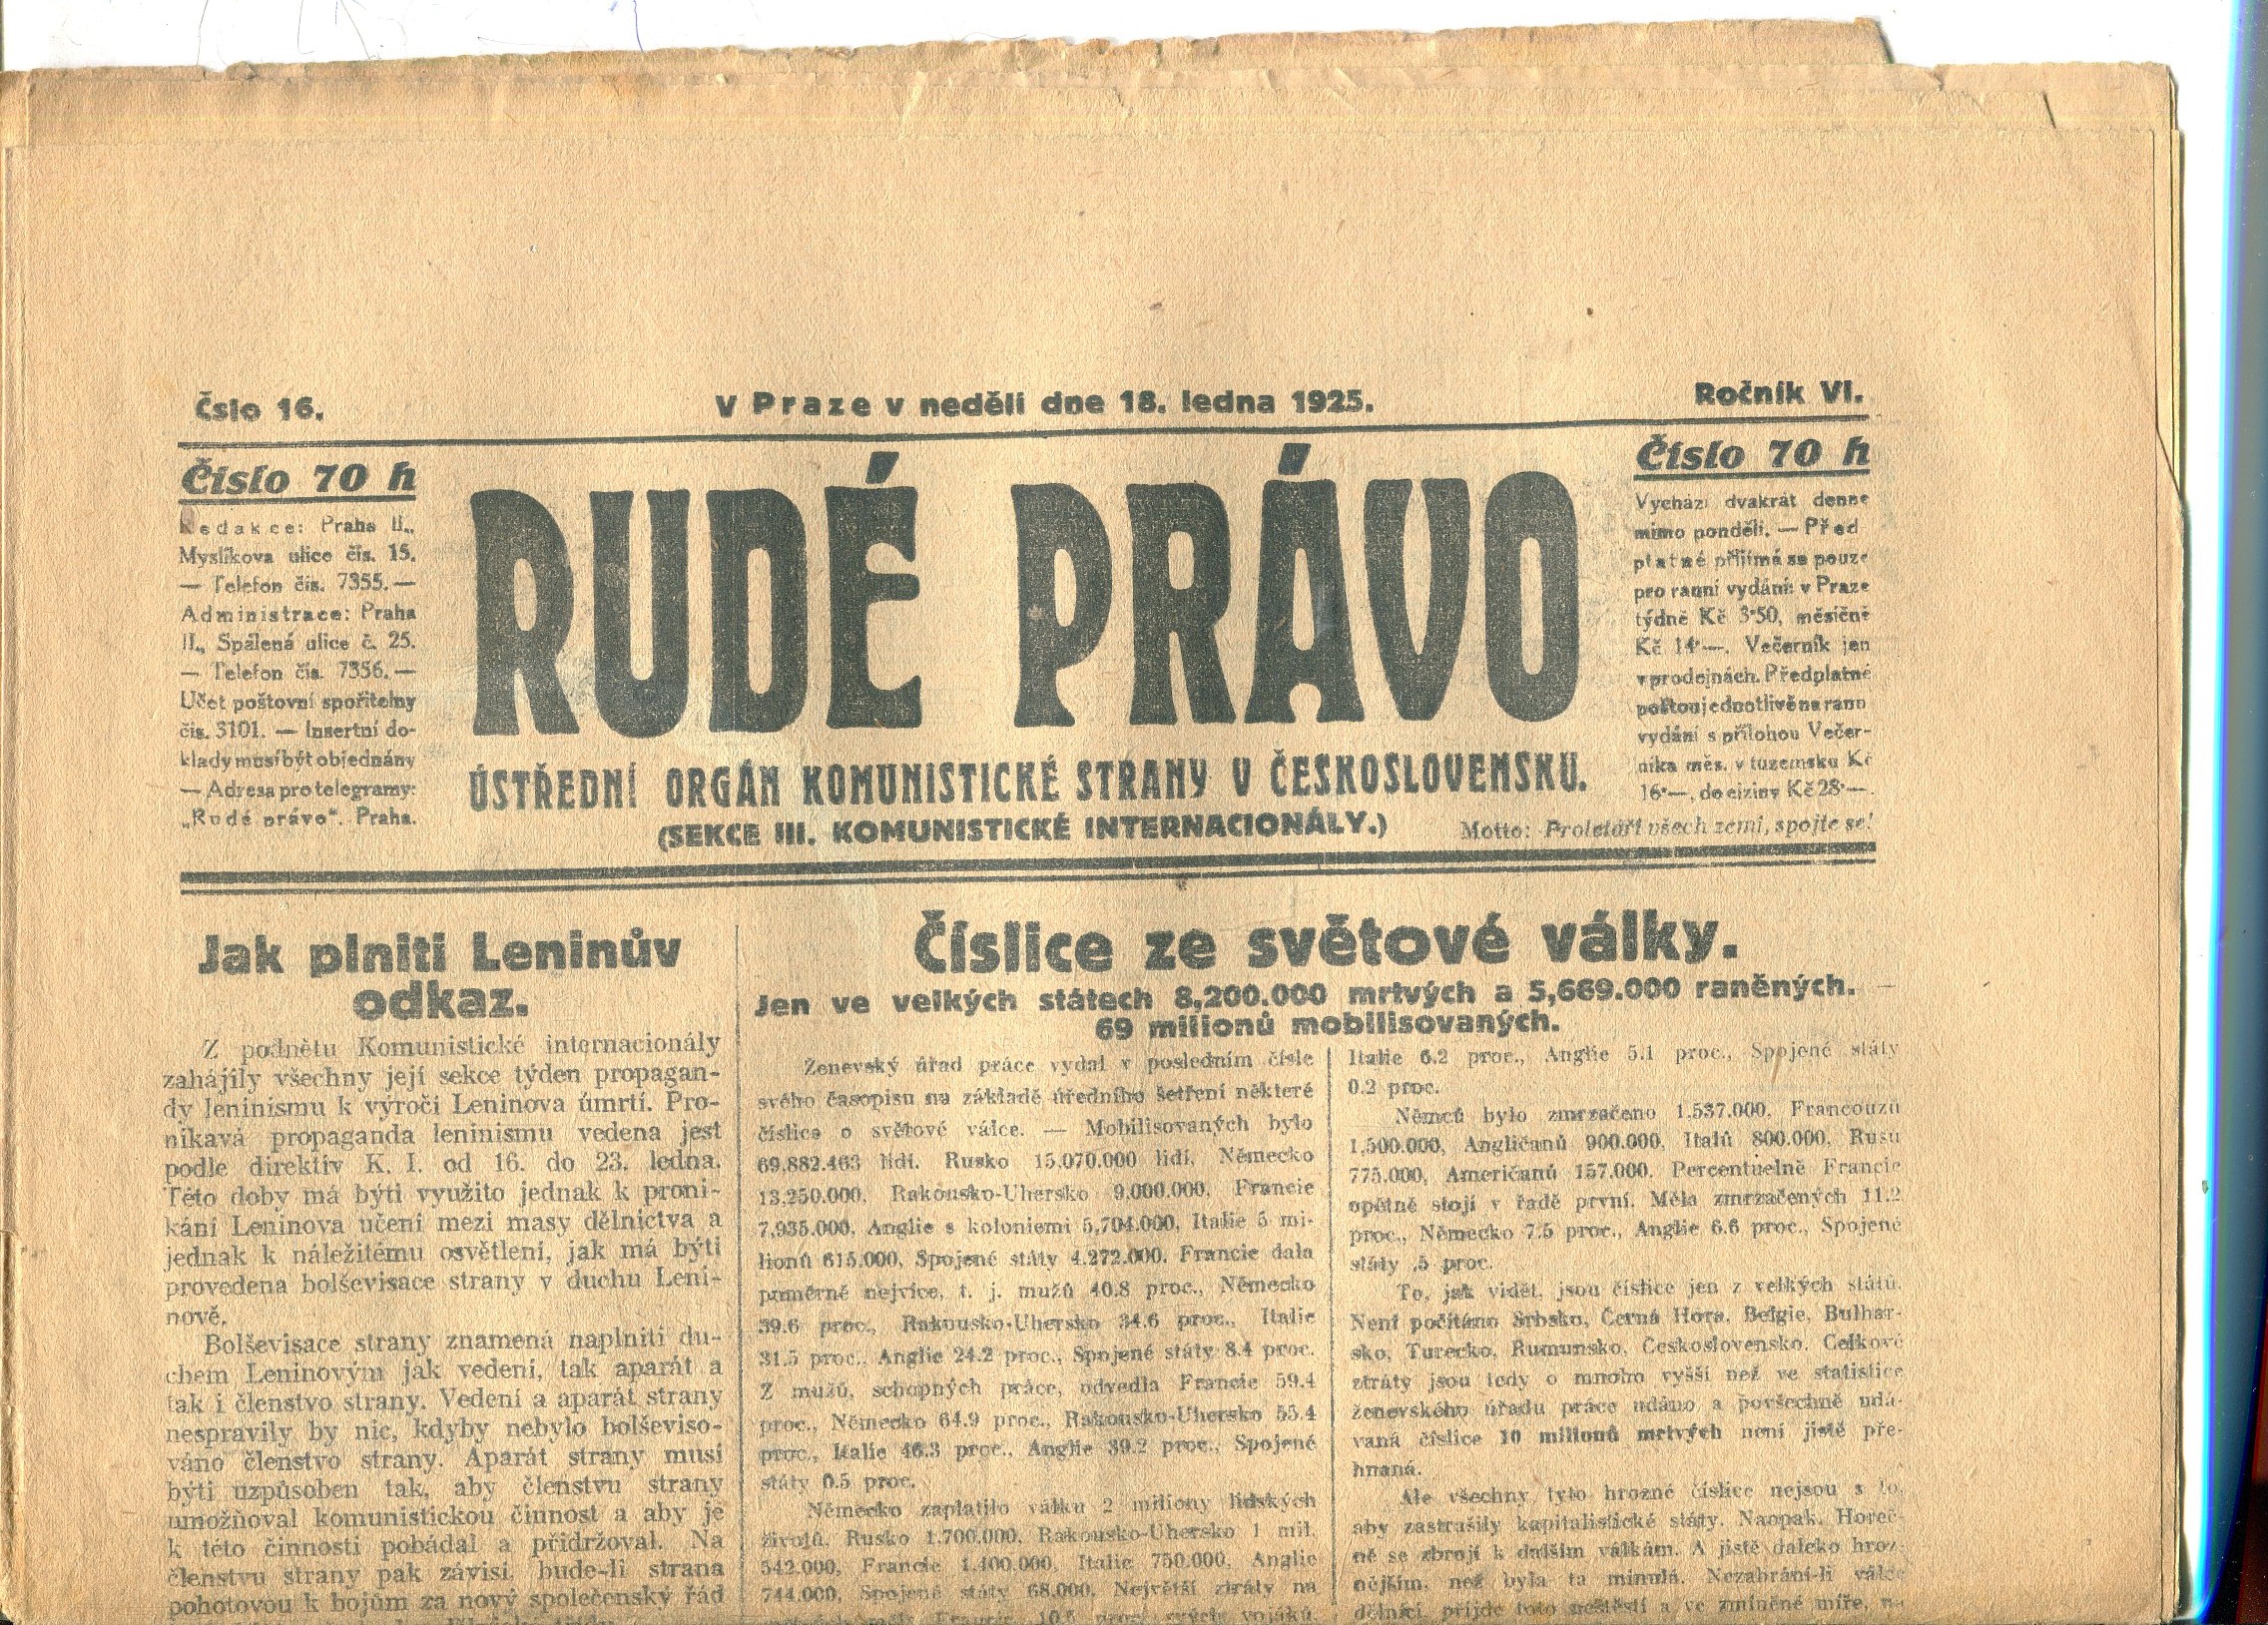 Čslo 16.
V Praze v neděli dne 18. ledna 1925.
Ročník VI.
Číslo 70 h
Redakce: Praha II.,
Myslíkova ulice čís. 15.
— Telefon čís. 7355. —
Administrace: Praha
II., Spálená ulice č. 25.
— Telefon čís. 7356. —
Účet poštovní spořitelny
čís. 3101. — Insertní do-
klady musí být objednány
— Adresa pro telegramy:
„Rudé právo“, Praha.
RUDÉ PRÁVO
ÚSTŘEDNÍ ORGÁN KOMUNISTICKÉ STRANY V ČESKOSLOVENSKU.
(SEKCE III. KOMUNISTICKÉ INTERNACIONÁLY.)
Motto: Proletáři všech zemí, spojte se!
Číslo 70 h
Vychází dvakrát denně
mimo pondělí. — Před
platné přijímá se pouze
pro ranní vydání: v Praze
týdně Kč 3·50, měsíčně
Kč 14·—. Večerník jen
v prodejnách. Předplatné
poštou jednotlivě na rann
vydání s přílohou Večer-
níka měs. v tuzemsku Kč
16·—, do ciziny Kč 28·—.
Jak plniti Leninův
odkaz.
Z podnětu Komunistické internacionály
zahájily všechny její sekce týden propagan-
dy leninismu k výročí Leninova úmrtí. Pro-
nikavá propaganda leninismu vedena jest
podle direktiv K. I. od 16. do 23. ledna.
Této doby má býti využito jednak k proni-
kání Leninova učení mezi masy dělnictva a
jednak k náležitému osvětlení, jak má býti
provedena bolševisace strany v duchu Leni-
nově.
Bolševisace strany znamená naplniti du-
chem Leninovým jak vedení, tak aparát a
tak i členstvo strany. Vedení a aparát strany
nespravily by nic, kdyby nebylo bolševiso-
váno členstvo strany. Aparát strany musí
býti uzpůsoben tak, aby členstvu strany
umožňoval komunistickou činnost a aby je
k této činnosti pobádal a přidržoval. Na
členstvu strany pak závisí, bude-li strana
pohotovou k bojům za nový společenský řád
Číslice ze světové války.
Jen ve velkých státech 8,200.000 mrtvých a 5,669.000 raněných. —
69 milionů mobilisovaných.
Ženevský úřad práce vydal v posledním čísle
svého časopisu na základě úředního šetření některé
číslice o světové válce. — Mobilisovaných bylo
69,882.463 lidí. Rusko 15,070.000 lidí, Německo
13,250.000, Rakousko-Uhersko 9,000.000, Francie
7,935.000, Anglie s koloniemi 5,704.000, Italie 5 mi-
lionů 615.000, Spojené státy 4,272.000. Francie dala
poměrně nejvíce, t. j. mužů 40.8 proc., Německo
39.6 proc., Rakousko-Uhersko 34.6 proc., Italie
31.5 proc., Anglie 24.2 proc., Spojené státy 8.4 proc.
Z mužů, schopných práce, odvedla Francie 59.4
proc., Německo 64.9 proc., Rakousko-Uhersko 55.4
proc., Italie 46.3 proc., Anglie 39.2 proc., Spojené
státy 0.5 proc.
Německo zaplatilo válku 2 miliony lidských
životů, Rusko 1,700.000, Rakousko-Uhersko 1 mil.
542.000, Francie 1,400.000, Italie 750.000, Anglie
744.000, Spojené státy 68.000. Největší ztráty na
Francie 10.5 proc. svých vojáků,
Italie 6.2 proc., Anglie 5.1 proc., Spojené státy
0.2 proc.
Němců bylo zmrzačeno 1,537.000, Francouzů
1,500.000, Angličanů 900.000, Italů 800.000, Rusů
775.000, Američanů 157.000. Percentuelně Francie
opětně stojí v řadě první. Měla zmrzačených 11.2
proc., Německo 7.5 proc., Anglie 6.6 proc., Spojené
státy .5 proc.
To, jak vidět, jsou číslice jen z velkých států.
Není počítáno Srbsko, Černá Hora, Belgie, Bulhar-
sko, Turecko, Rumunsko, Československo. Celkové
ztráty jsou tedy o mnoho vyšší než ve statistice
ženevského úřadu práce udáno a povšechně udá-
vaná číslice 10 milionů mrtvých není jistě pře-
hnaná.
Ale všechny tyto hrozné číslice nejsou s to,
aby zastrašily kapitalistické státy. Naopak. Horeč-
ně se zbrojí k dalším válkám. A jistě daleko hroz-
nějším, než byla ta minulá. Nezabrání-li válce
dělníci, přijde toto neštěstí a ve zmíněné míře, na